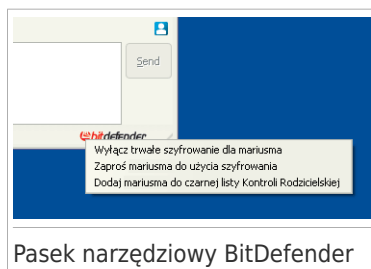 Send
bitdefender
Wyłącz trwałe szyfrowanie dla mariusma
Zaproś mariusma do użycia szyfrowania
Dodaj mariusma do czarnej listy Kontroli Rodzicielskiej
Pasek narzędziowy BitDefender